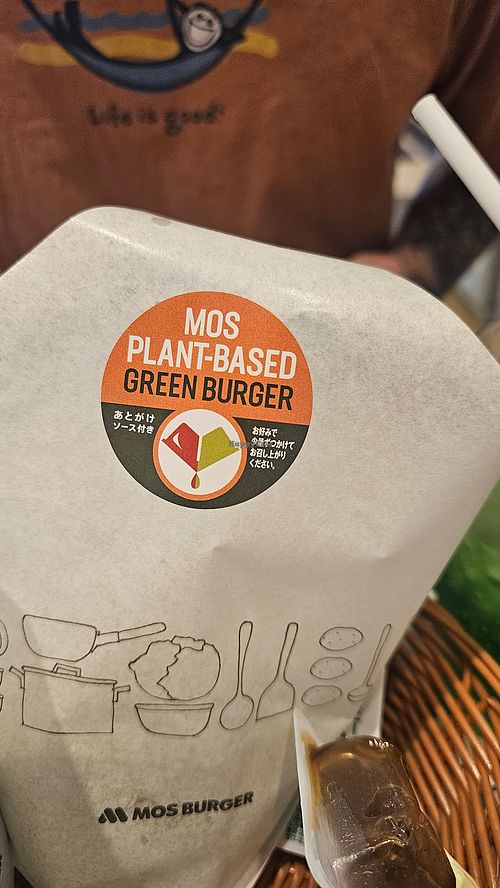 Life is good
MOS
PLANT-BASED
GREEN BURGER
あとがけ
ソース付き
お好みで
少量ずつかけて
お召し上がり
ください。
MOS BURGER